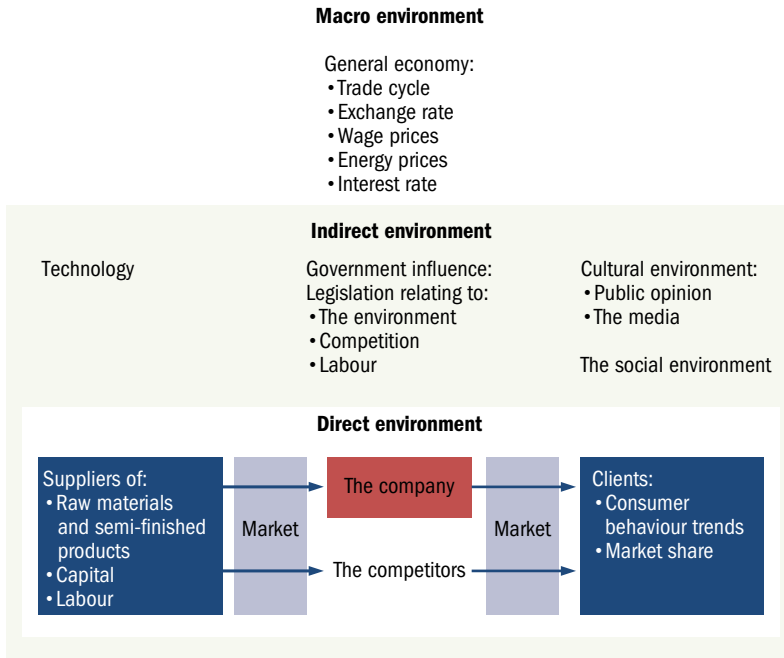 Macro environment
General economy:
• Trade cycle
• Exchange rate
• Wage prices
• Energy prices
• Interest rate
Indirect environment
Technology
Government influence:
Legislation relating to:
• The environment
• Competition
• Labour
Cultural environment:
• Public opinion
• The media
The social environment
Direct environment
Suppliers of:
• Raw materials
and semi-finished
products
• Capital
• Labour
Market
The company
The competitors
Market
Clients:
• Consumer
behaviour trends
• Market share